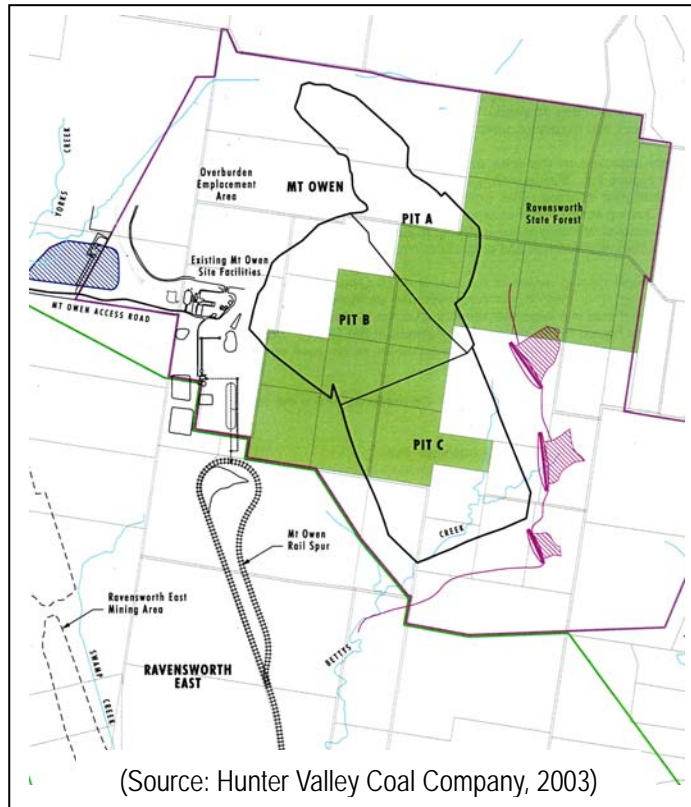 YORKS
CREEK
Overburden
Emplacement
Area
MT OWEN
PIT A
Ravensworth
State Forest
Existing Mt Owen
Site Facilities
MT OWEN ACCESS ROAD
PIT B
PIT C
CREEK
BETTYS
Mt Owen
Rail Spur
Ravensworth East
Mining Area
RAVENSWORTH
EAST
SWAMP
CREEK
(Source: Hunter Valley Coal Company, 2003)